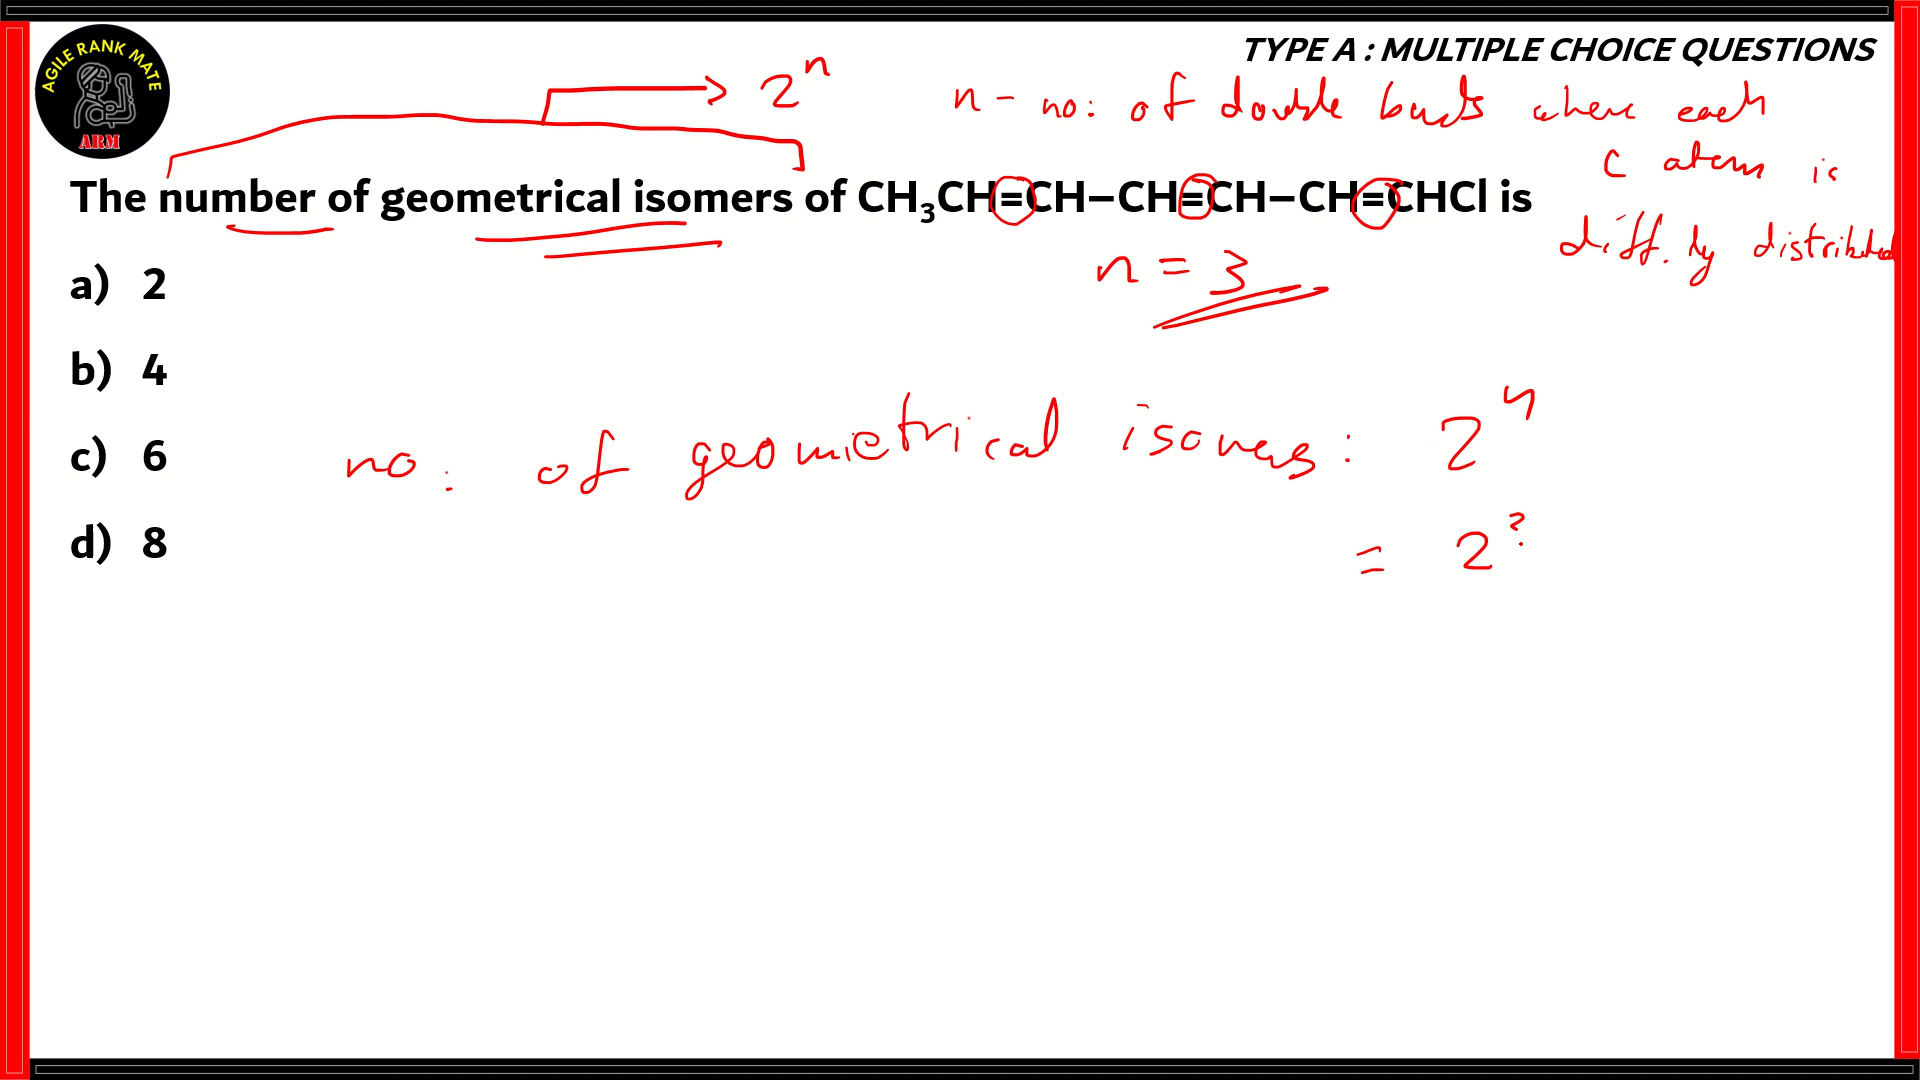 AGILE RANK MATE
ARM
TYPE A : MULTIPLE CHOICE QUESTIONS
2ⁿ
n - no: of double bonds where each
C atom is
diff.ly distributed
The number of geometrical isomers of CH₃CH=CH–CH=CH–CH=CHCl is
n = 3
a) 2
b) 4
c) 6
d) 8
no: of geometrical isomers: 2ⁿ
= 2